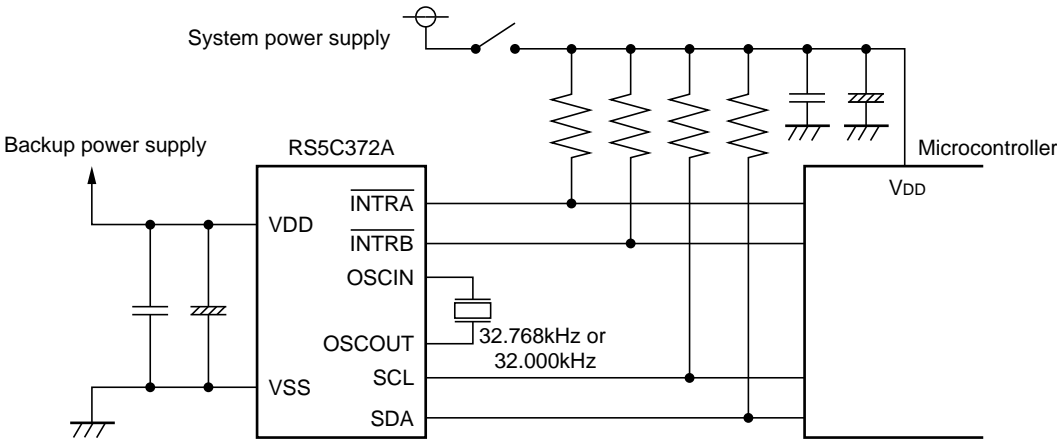 System power supply
Backup power supply
RS5C372A
Microcontroller
VDD
INTRA
VDD
INTRB
OSCIN
32.768kHz or
32.000kHz
OSCOUT
SCL
VSS
SDA